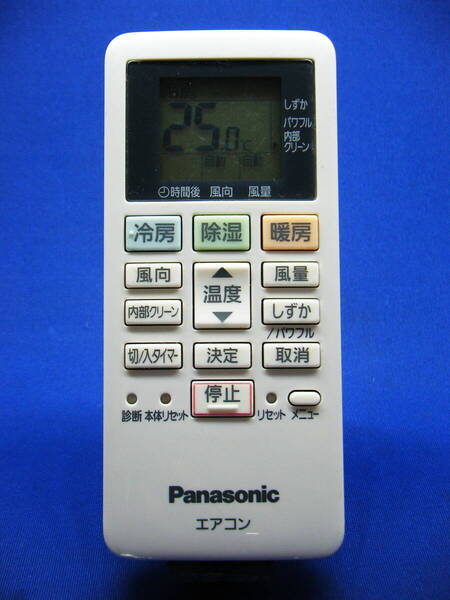 しずか
パワフル
25.0℃
内部
クリーン
自動 自動
時間後 風向 風量
冷房 除湿 暖房
風向 温度 風量
内部クリーン しずか
/パワフル
切/入タイマー 決定 取消
停止
診断 本体リセット リセット メニュー
Panasonic
エアコン